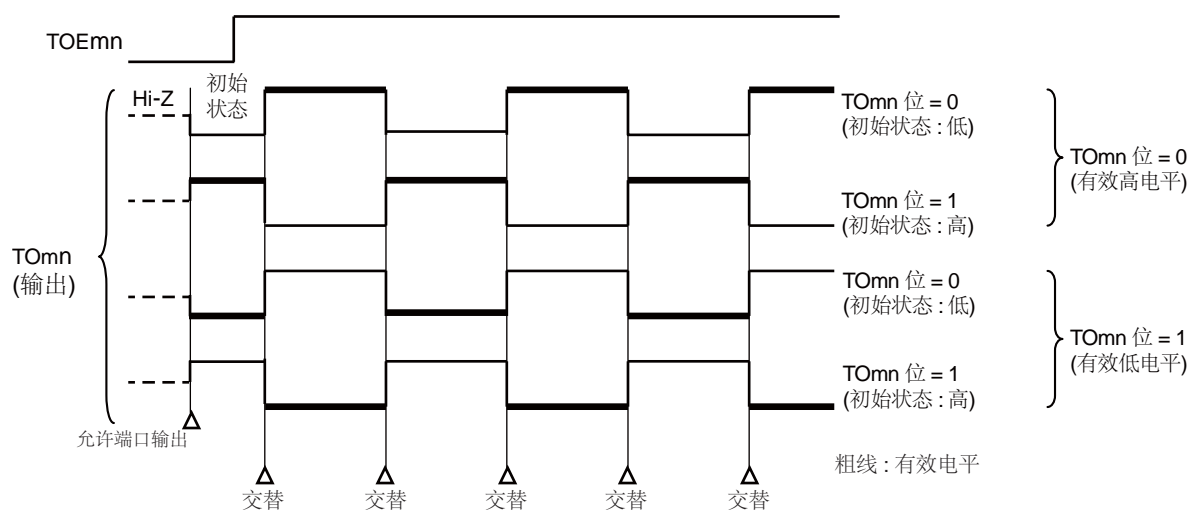 TOEmn
初始
状态
Hi-Z
TOmn
(输出)
允许端口输出
交替
交替
交替
交替
交替
TOmn 位 = 0
(初始状态 : 低)
TOmn 位 = 1
(初始状态 : 高)
TOmn 位 = 0
(有效高电平)
TOmn 位 = 0
(初始状态 : 低)
TOmn 位 = 1
(初始状态 : 高)
TOmn 位 = 1
(有效低电平)
粗线 : 有效电平